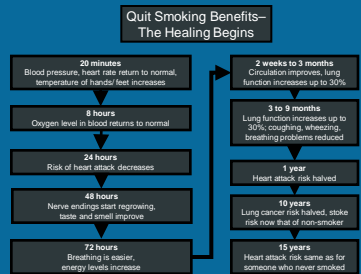 Quit Smoking Benefits–
The Healing Begins
20 minutes
Blood pressure, heart rate return to normal,
temperature of hands/ feet increases
8 hours
Oxygen level in blood returns to normal
24 hours
Risk of heart attack decreases
48 hours
Nerve endings start regrowing,
taste and smell improve
72 hours
Breathing is easier,
energy levels increase
2 weeks to 3 months
Circulation improves, lung
function increases up to 30%
3 to 9 months
Lung function increases up to
30%; coughing, wheezing,
breathing problems reduced
1 year
Heart attack risk halved
10 years
Lung cancer risk halved, stoke
risk now that of non-smoker
15 years
Heart attack risk same as for
someone who never smoked